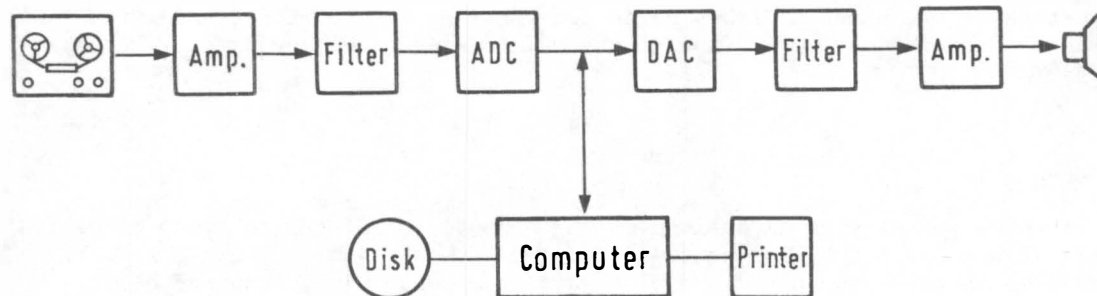 Amp.
Filter
ADC
DAC
Filter
Amp.
Disk
Computer
Printer